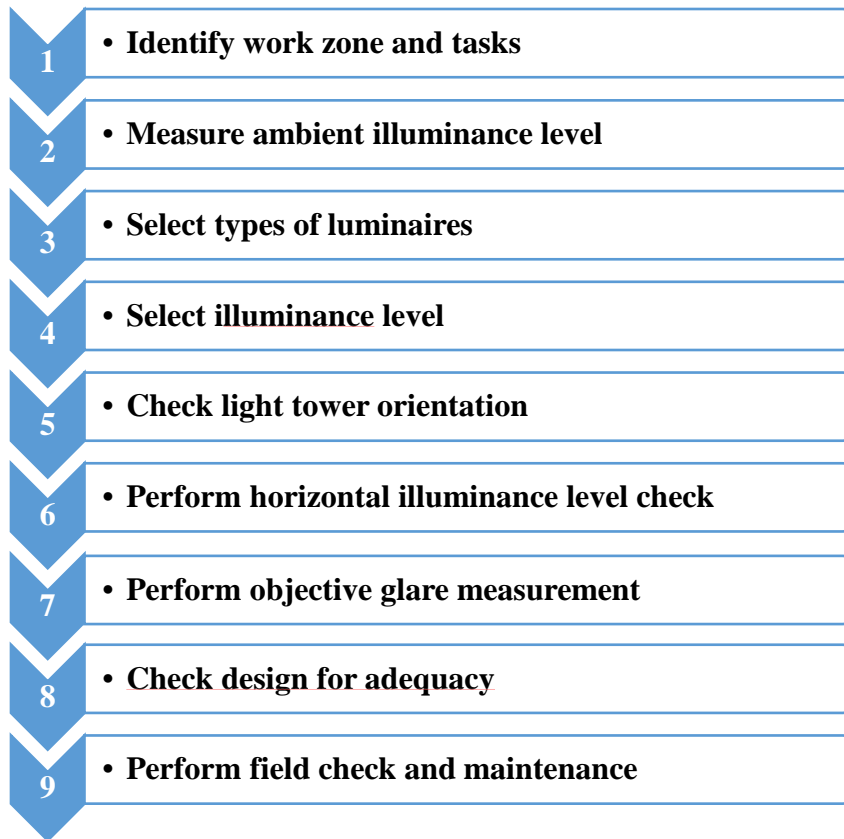 1 • Identify work zone and tasks
2 • Measure ambient illuminance level
3 • Select types of luminaires
4 • Select illuminance level
5 • Check light tower orientation
6 • Perform horizontal illuminance level check
7 • Perform objective glare measurement
8 • Check design for adequacy
9 • Perform field check and maintenance